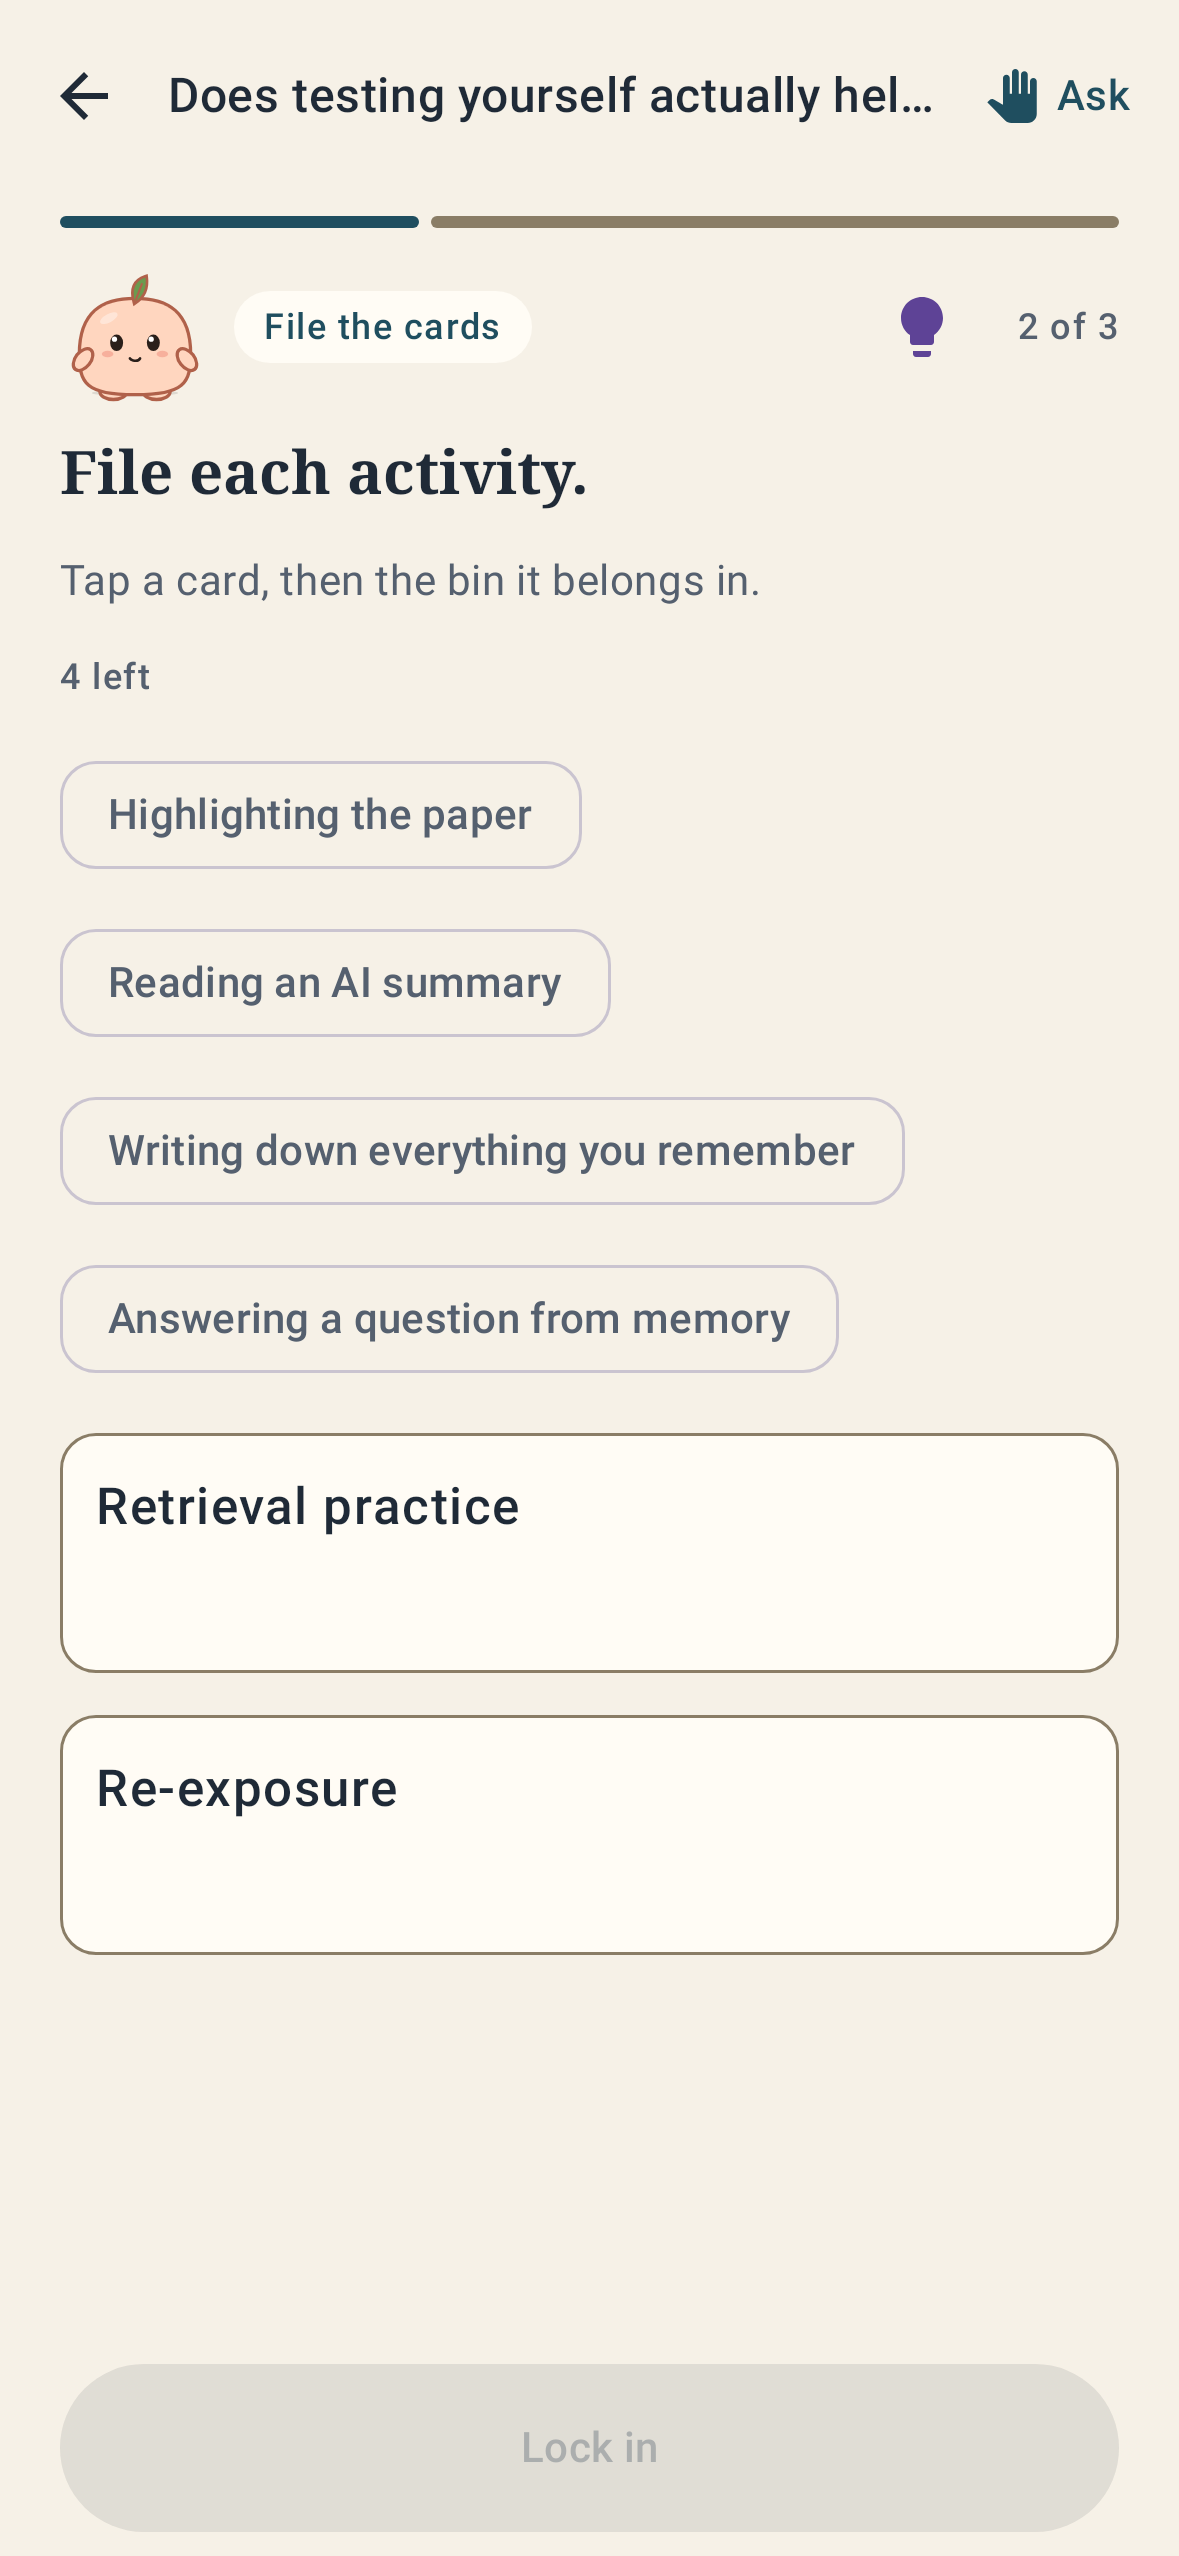 Does testing yourself actually hel...
Ask
File the cards
2 of 3
File each activity.
Tap a card, then the bin it belongs in.
4 left
Highlighting the paper
Reading an AI summary
Writing down everything you remember
Answering a question from memory
Retrieval practice
Re-exposure
Lock in